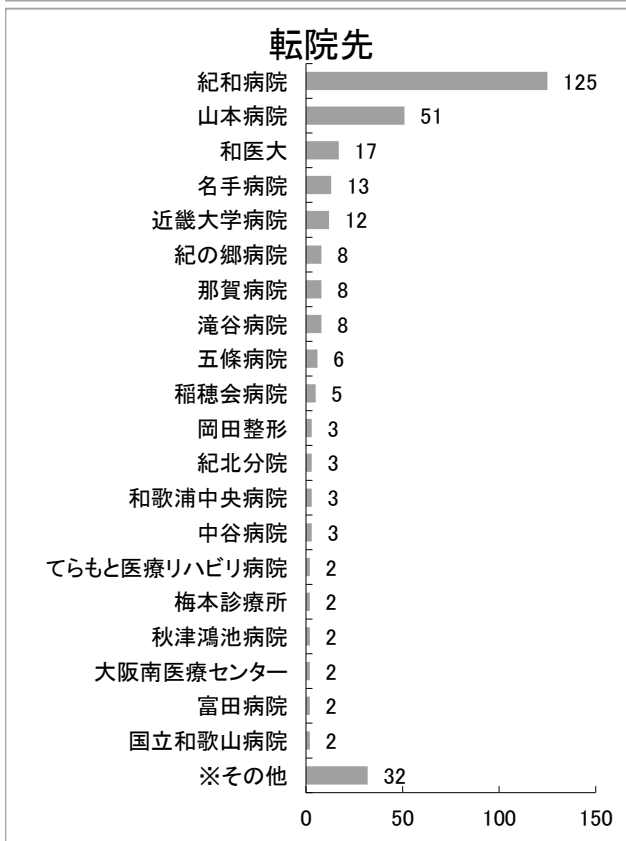 転院先
紀和病院 125
山本病院 51
和医大 17
名手病院 13
近畿大学病院 12
紀の郷病院 8
那賀病院 8
滝谷病院 8
五條病院 6
稲穂会病院 5
岡田整形 3
紀北分院 3
和歌浦中央病院 3
中谷病院 3
てらもと医療リハビリ病院 2
梅本診療所 2
秋津鴻池病院 2
大阪南医療センター 2
富田病院 2
国立和歌山病院 2
※その他 32
0 50 100 150